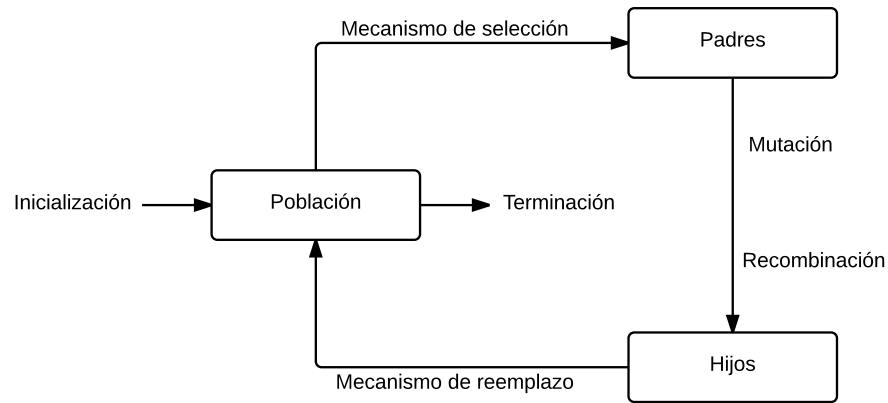 Mecanismo de selección
Padres
Mutación
Inicialización
Población
Terminación
Recombinación
Hijos
Mecanismo de reemplazo